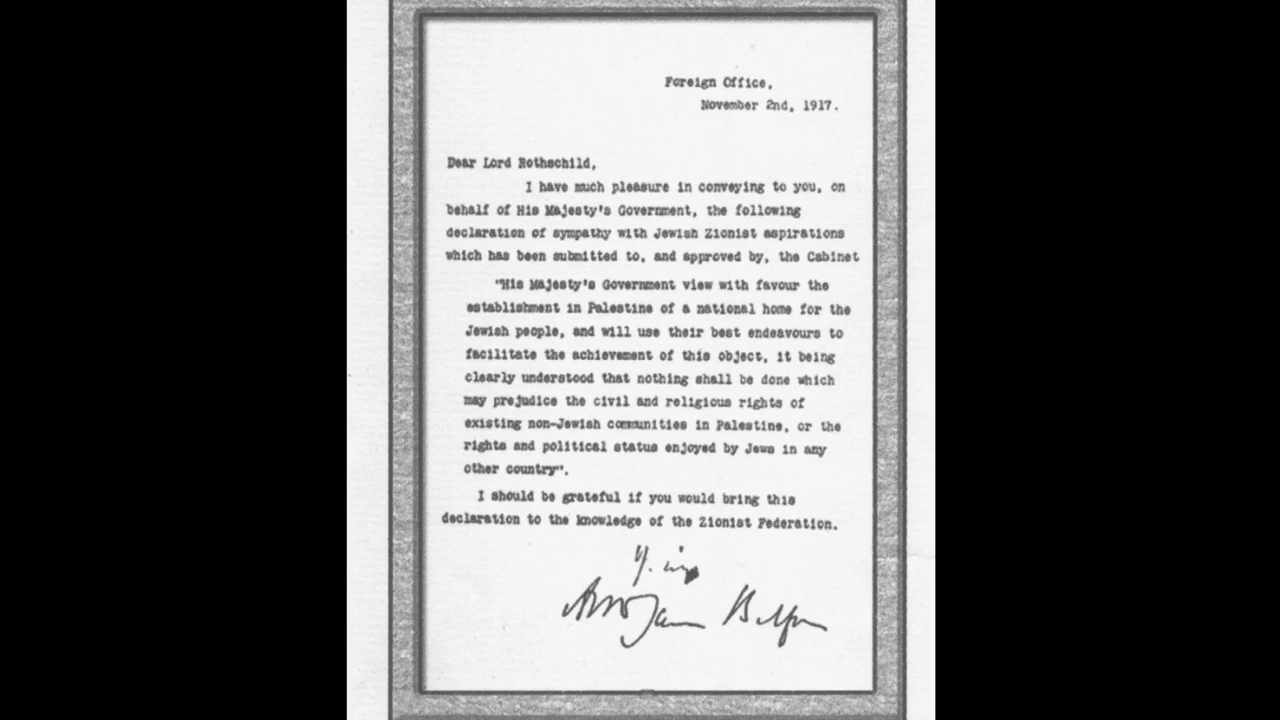 Foreign Office,
November 2nd, 1917.
Dear Lord Rothschild,
I have much pleasure in conveying to you, on
behalf of His Majesty's Government, the following
declaration of sympathy with Jewish Zionist aspirations
which has been submitted to, and approved by, the Cabinet
"His Majesty's Government view with favour the
establishment in Palestine of a national home for the
Jewish people, and will use their best endeavours to
facilitate the achievement of this object, it being
clearly understood that nothing shall be done which
may prejudice the civil and religious rights of
existing non-Jewish communities in Palestine, or the
rights and political status enjoyed by Jews in any
other country".
I should be grateful if you would bring this
declaration to the knowledge of the Zionist Federation.
Arthur James Balfour